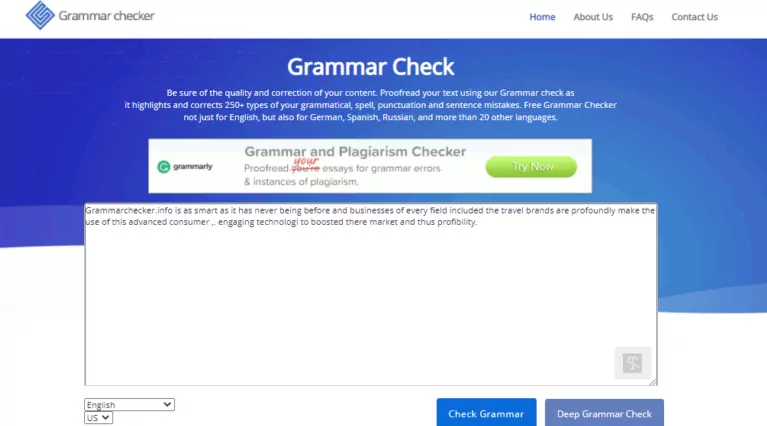 Grammar checker
Home About Us FAQs Contact Us
Grammar Check
Be sure of the quality and correction of your content. Proofread your text using our Grammar check as
it highlights and corrects 250+ types of your grammatical, spell, punctuation and sentence mistakes. Free Grammar Checker
not just for English, but also for German, Spanish, Russian, and more than 20 other languages.
grammarly
Grammar and Plagiarism Checker
your
Proofread you're essays for grammar errors
& instances of plagiarism.
Try Now
Grammarchecker.info is as smart as it has never being before and businesses of every field included the travel brands are profoundly make the
use of this advanced consumer ,. engaging technologi to boosted there market and thus profibility.
English
US
Check Grammar Deep Grammar Check